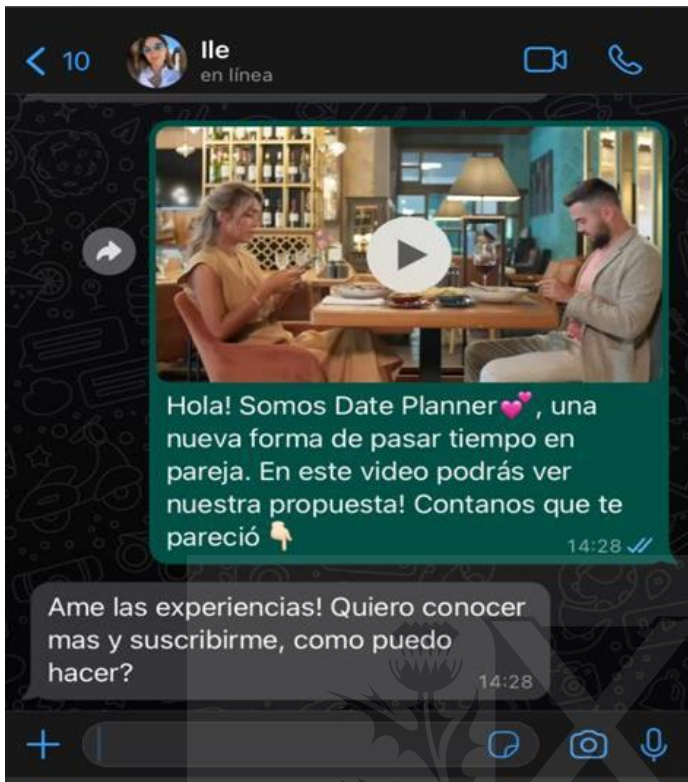 10
Ile
en línea
Hola! Somos Date Planner💕, una
nueva forma de pasar tiempo en
pareja. En este video podrás ver
nuestra propuesta! Contanos que te
pareció 👇🏻
14:28
Ame las experiencias! Quiero conocer
mas y suscribirme, como puedo
hacer?
14:28